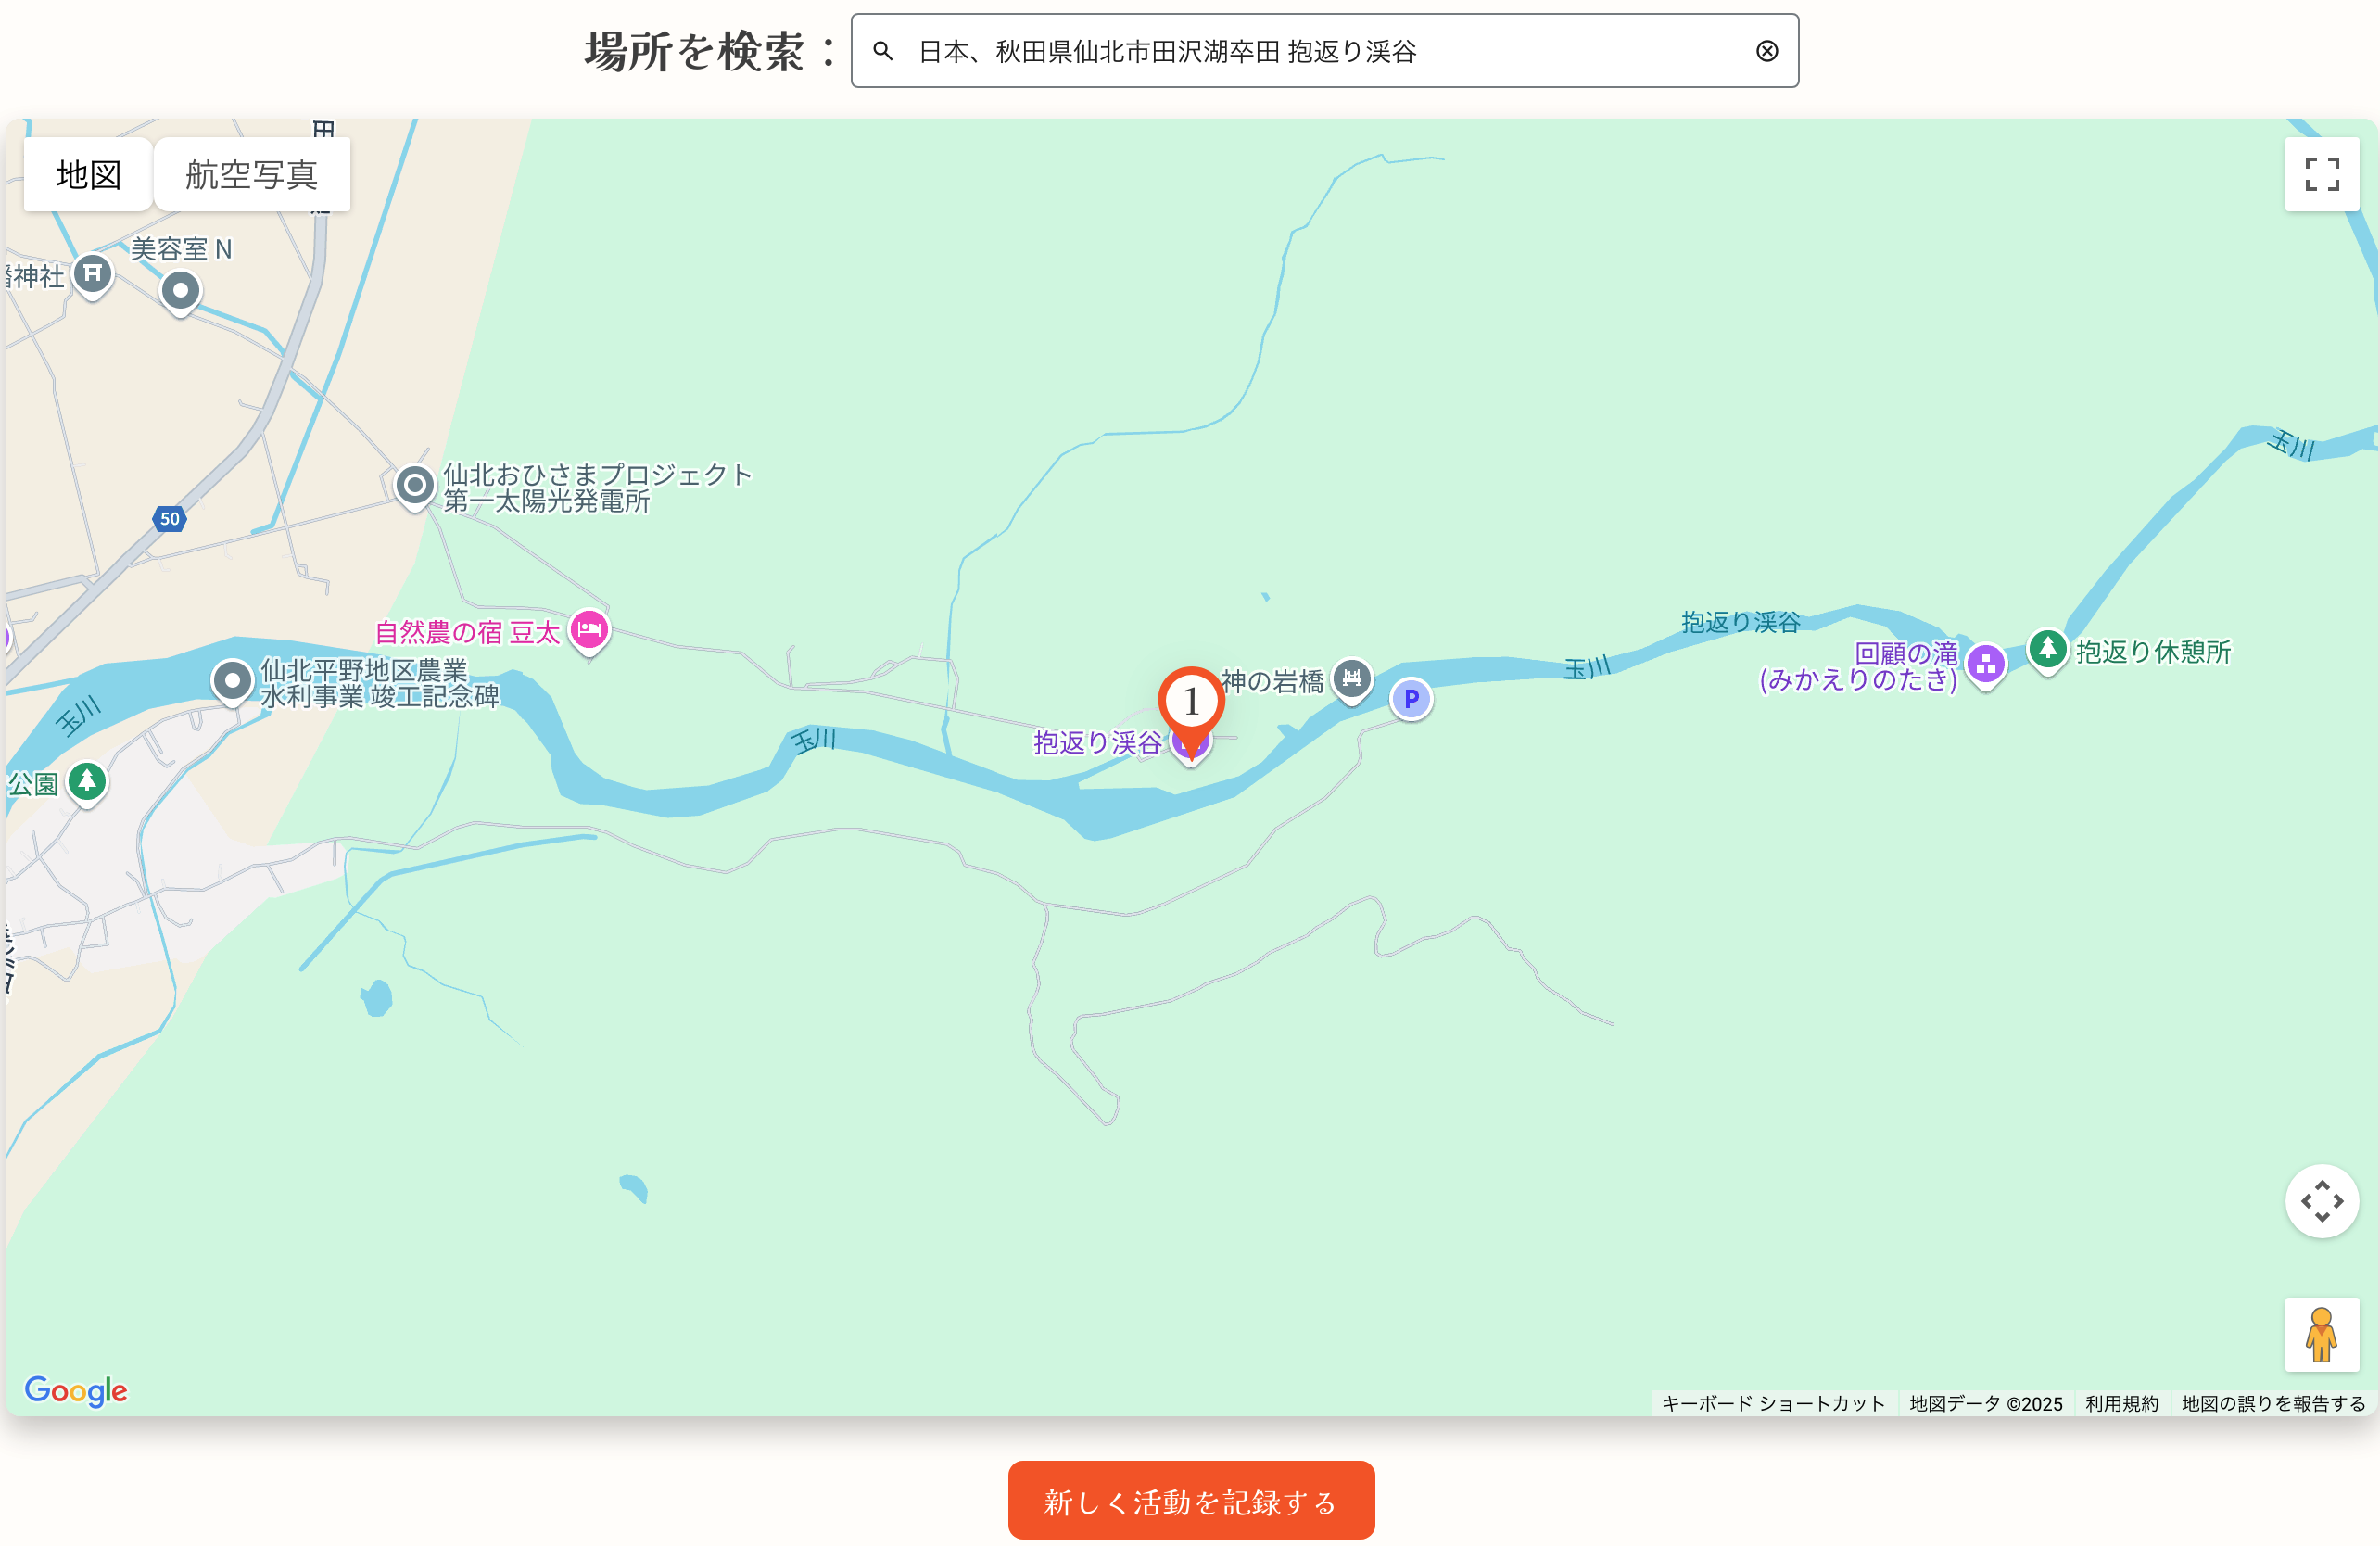 場所を検索：
日本、秋田県仙北市田沢湖卒田 抱返り渓谷
地図
航空写真
田
美容室 N
神社
仙北おひさまプロジェクト
第一太陽光発電所
50
玉川
自然農の宿 豆太
抱返り渓谷
仙北平野地区農業
水利事業 竣工記念碑
玉川
玉川
1
抱返り渓谷
神の岩橋
P
玉川
回顧の滝
(みかえりのたき)
抱返り休憩所
公園
Google
キーボード ショートカット
地図データ ©2025
利用規約
地図の誤りを報告する
新しく活動を記録する